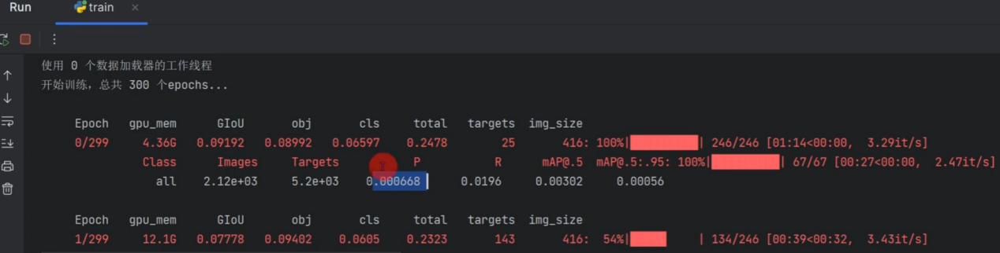 Run train
使用 0 个数据加载器的工作线程
开始训练，总共 300 个epochs...
Epoch gpu_mem GIoU obj cls total targets img_size
0/299 4.36G 0.09192 0.08992 0.06597 0.2478 25 416: 100%| | 246/246 [01:14<00:00, 3.29it/s]
Class Images Targets P R mAP@.5 mAP@.5:.95: 100%| | 67/67 [00:27<00:00, 2.47it/s]
all 2.12e+03 5.2e+03 0.000668 0.0196 0.00302 0.00056
Epoch gpu_mem GIoU obj cls total targets img_size
1/299 12.1G 0.07778 0.09402 0.0605 0.2323 143 416: 54%| | 134/246 [00:39<00:32, 3.43it/s]